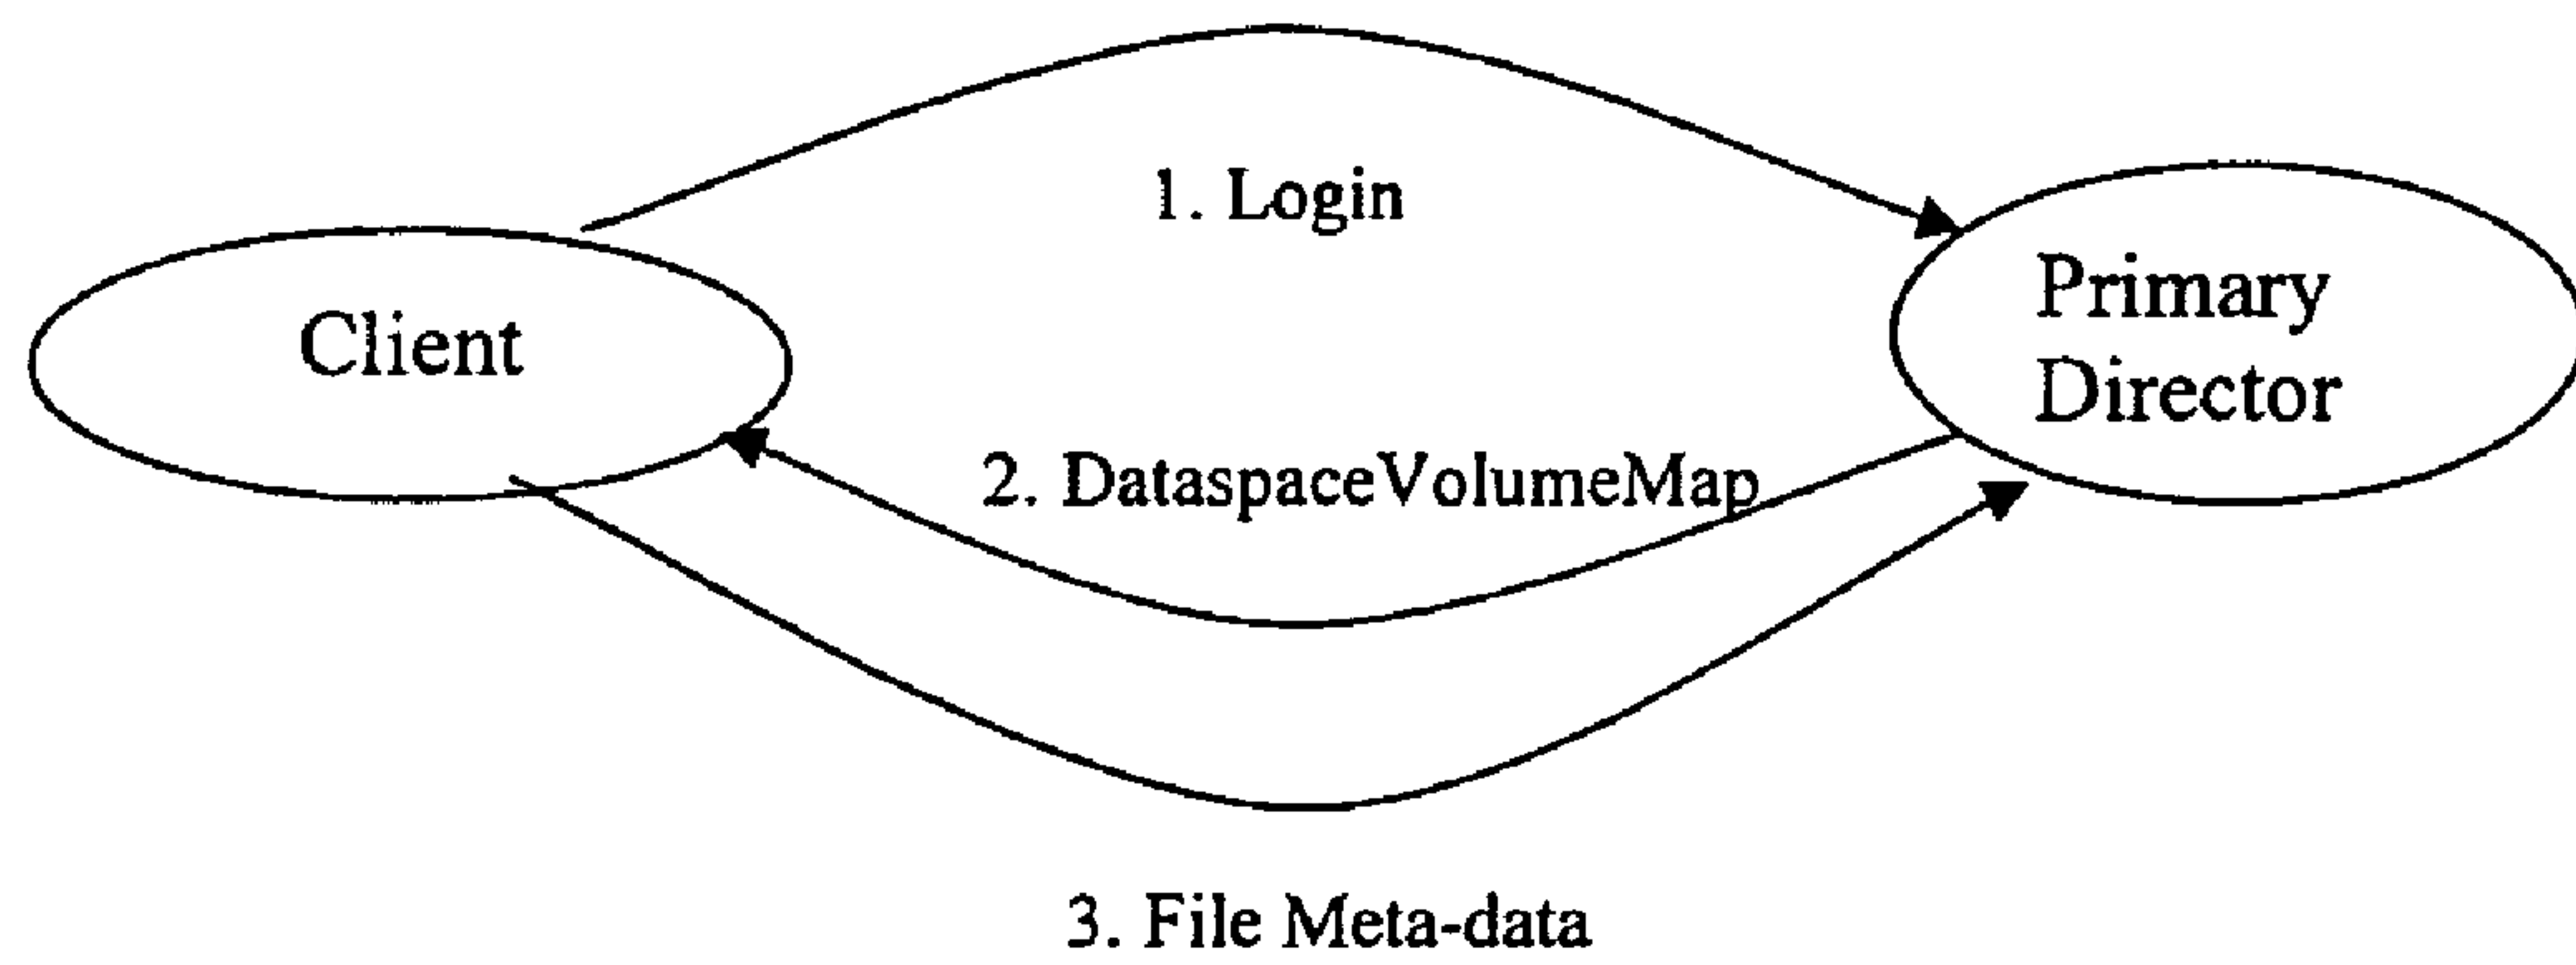 1. Login
Client
Primary
Director
2. DataspaceVolumeMap
3. File Meta-data